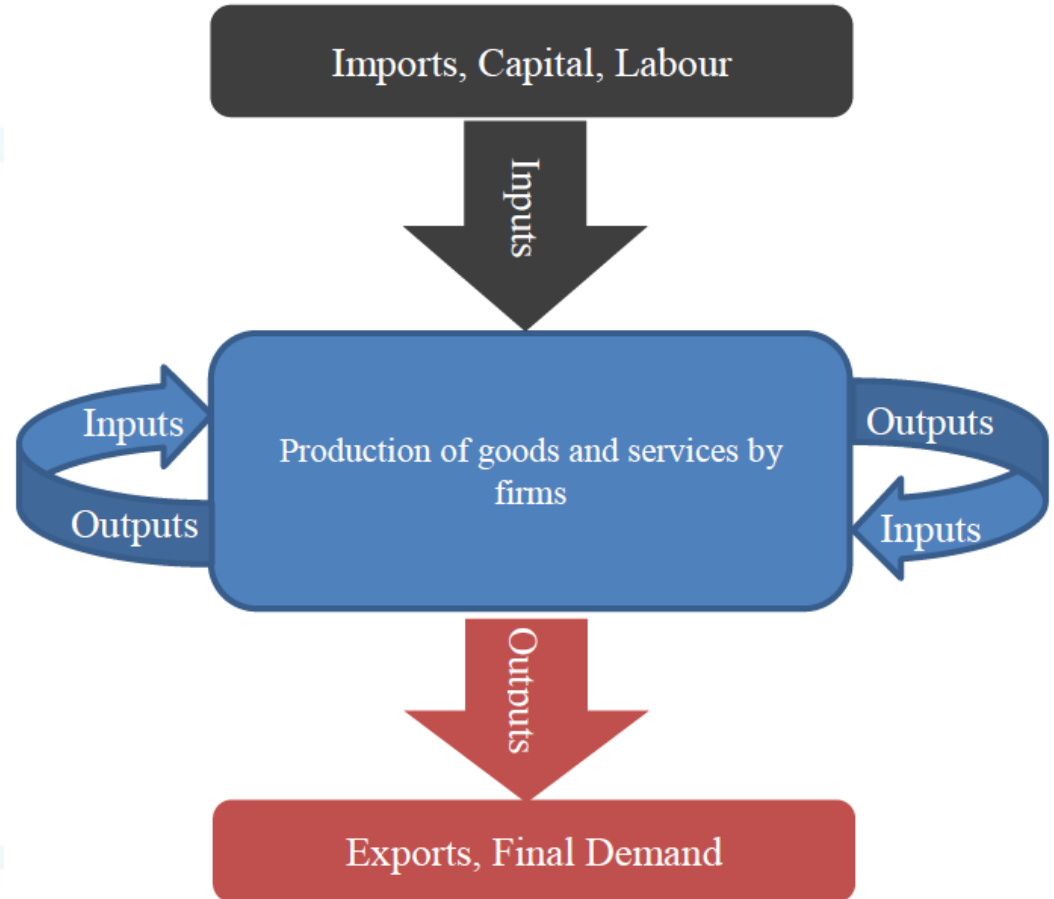 Imports, Capital, Labour
Inputs
Inputs
Outputs
Production of goods and services by
firms
Outputs
Inputs
Outputs
Exports, Final Demand